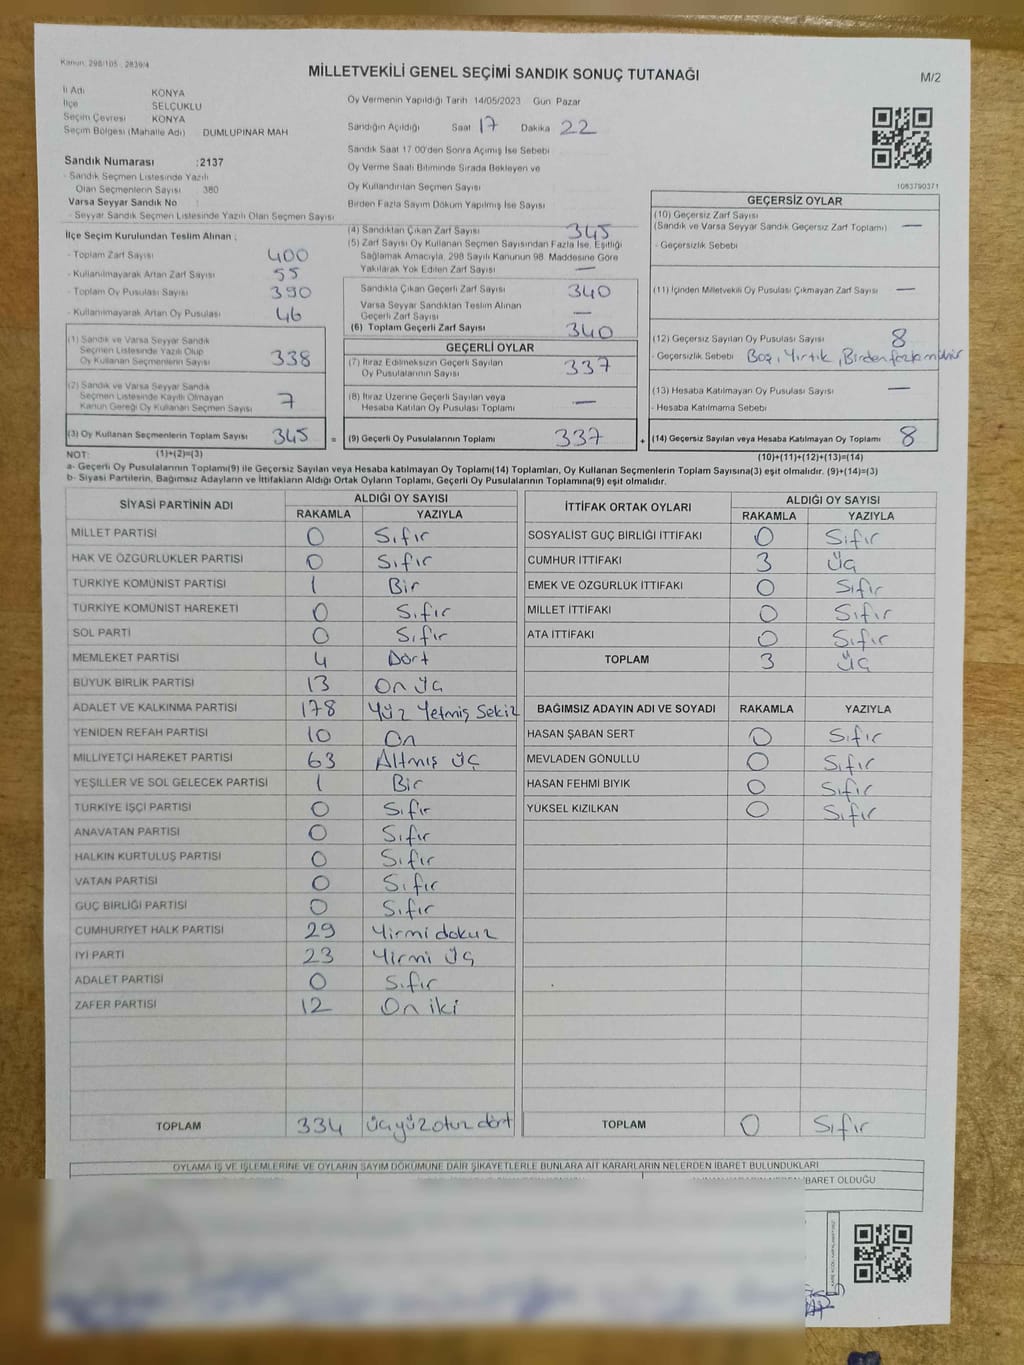 Kanun: 298/105 , 2839/4
MİLLETVEKİLİ GENEL SEÇİMİ SANDIK SONUÇ TUTANAĞI
M/2
İl Adı KONYA
İlçe SELÇUKLU
Seçim Çevresi KONYA
Seçim Bölgesi (Mahalle Adı) DUMLUPINAR MAH
Oy Vermenin Yapıldığı Tarih 14/05/2023 Gün Pazar
Sandığın Açıldığı Saat 17 Dakika 22
Sandık Saat 17:00'den Sonra Açımış İse Sebebi
Oy Verme Saati Bitiminde Sırada Bekleyen ve
Oy Kullandırılan Seçmen Sayısı
Birden Fazla Sayım Döküm Yapılmış İse Sayısı
Sandık Numarası :2137
- Sandık Seçmen Listesinde Yazılı
Olan Seçmenlerin Sayısı 380
Varsa Seyyar Sandık No :
- Seyyar Sandık Seçmen Listesinde Yazılı Olan Seçmen Sayısı
İlçe Seçim Kurulundan Teslim Alınan :
- Toplam Zarf Sayısı 400
- Kullanılmayarak Artan Zarf Sayısı 55
- Toplam Oy Pusulası Sayısı 390
- Kullanılmayarak Artan Oy Pusulası 46
(1) Sandık ve Varsa Seyyar Sandık
Seçmen Listesinde Yazılı Olup
Oy Kullanan Seçmenlerin Sayısı 338
(2) Sandık ve Varsa Seyyar Sandık
Seçmen Listesinde Kayıtlı Olmayan
Kanun Gereği Oy Kullanan Seçmen Sayısı 7
(3) Oy Kullanan Seçmenlerin Toplam Sayısı 345 =
(1)+(2)=(3)
(4) Sandıktan Çıkan Zarf Sayısı 345
(5) Zarf Sayısı Oy Kullanan Seçmen Sayısından Fazla İse, Eşitliği
Sağlamak Amacıyla, 298 Sayılı Kanunun 98. Maddesine Göre
Yakılarak Yok Edilen Zarf Sayısı —
Sandıkta Çıkan Geçerli Zarf Sayısı 340
Varsa Seyyar Sandıktan Teslim Alınan
Geçerli Zarf Sayısı —
(6) Toplam Geçerli Zarf Sayısı 340
GEÇERLİ OYLAR
(7) İtiraz Edilmeksizin Geçerli Sayılan
Oy Pusulalarının Sayısı 337
(8) İtiraz Üzerine Geçerli Sayılan veya
Hesaba Katılan Oy Pusulası Toplamı —
(9) Geçerli Oy Pusulalarının Toplamı 337 +
1083790371
GEÇERSİZ OYLAR
(10) Geçersiz Zarf Sayısı
(Sandık ve Varsa Seyyar Sandık Geçersiz Zarf Toplamı) —
- Geçersizlik Sebebi
(11) İçinden Milletvekili Oy Pusulası Çıkmayan Zarf Sayısı —
(12) Geçersiz Sayılan Oy Pusulası Sayısı 8
- Geçersizlik Sebebi Boş, Yırtık, Birden fazla mühür
(13) Hesaba Katılmayan Oy Pusulası Sayısı —
- Hesaba Katılmama Sebebi
(14) Geçersiz Sayılan veya Hesaba Katılmayan Oy Toplamı 8
(10)+(11)+(12)+(13)=(14)
NOT:
a- Geçerli Oy Pusulalarının Toplamı(9) ile Geçersiz Sayılan veya Hesaba katılmayan Oy Toplamı(14) Toplamları, Oy Kullanan Seçmenlerin Toplam Sayısına(3) eşit olmalıdır. (9)+(14)=(3)
b- Siyasi Partilerin, Bağımsız Adayların ve İttifakların Aldığı Ortak Oyların Toplamı, Geçerli Oy Pusulalarının Toplamına(9) eşit olmalıdır.
SİYASİ PARTİNİN ADI ALDIĞI OY SAYISI
RAKAMLA YAZIYLA
MİLLET PARTİSİ 0 Sıfır
HAK VE ÖZGÜRLÜKLER PARTİSİ 0 Sıfır
TÜRKİYE KOMÜNİST PARTİSİ 1 Bir
TÜRKİYE KOMÜNİST HAREKETİ 0 Sıfır
SOL PARTİ 0 Sıfır
MEMLEKET PARTİSİ 4 Dört
BÜYÜK BİRLİK PARTİSİ 13 On üç
ADALET VE KALKINMA PARTİSİ 178 Yüz Yetmiş Sekiz
YENİDEN REFAH PARTİSİ 10 On
MİLLİYETÇİ HAREKET PARTİSİ 63 Altmış üç
YEŞİLLER VE SOL GELECEK PARTİSİ 1 Bir
TÜRKİYE İŞÇİ PARTİSİ 0 Sıfır
ANAVATAN PARTİSİ 0 Sıfır
HALKIN KURTULUŞ PARTİSİ 0 Sıfır
VATAN PARTİSİ 0 Sıfır
GÜÇ BİRLİĞİ PARTİSİ 0 Sıfır
CUMHURİYET HALK PARTİSİ 29 Yirmi dokuz
İYİ PARTİ 23 Yirmi üç
ADALET PARTİSİ 0 Sıfır
ZAFER PARTİSİ 12 On iki
TOPLAM 334 üçyüz otuz dört
İTTİFAK ORTAK OYLARI ALDIĞI OY SAYISI
RAKAMLA YAZIYLA
SOSYALİST GÜÇ BİRLİĞİ İTTİFAKI 0 Sıfır
CUMHUR İTTİFAKI 3 üç
EMEK VE ÖZGÜRLÜK İTTİFAKI 0 Sıfır
MİLLET İTTİFAKI 0 Sıfır
ATA İTTİFAKI 0 Sıfır
TOPLAM 3 üç
BAĞIMSIZ ADAYIN ADI VE SOYADI RAKAMLA YAZIYLA
HASAN ŞABAN SERT 0 Sıfır
MEVLADEN GÖNÜLLÜ 0 Sıfır
HASAN FEHMİ BIYIK 0 Sıfır
YÜKSEL KIZILKAN 0 Sıfır
TOPLAM 0 Sıfır
OYLAMA İŞ VE İŞLEMLERİNE VE OYLARIN SAYIM DÖKÜMÜNE DAİR ŞİKAYETLERLE BUNLARA AİT KARARLARIN NELERDEN İBARET BULUNDUKLARI
İBARET OLDUĞU